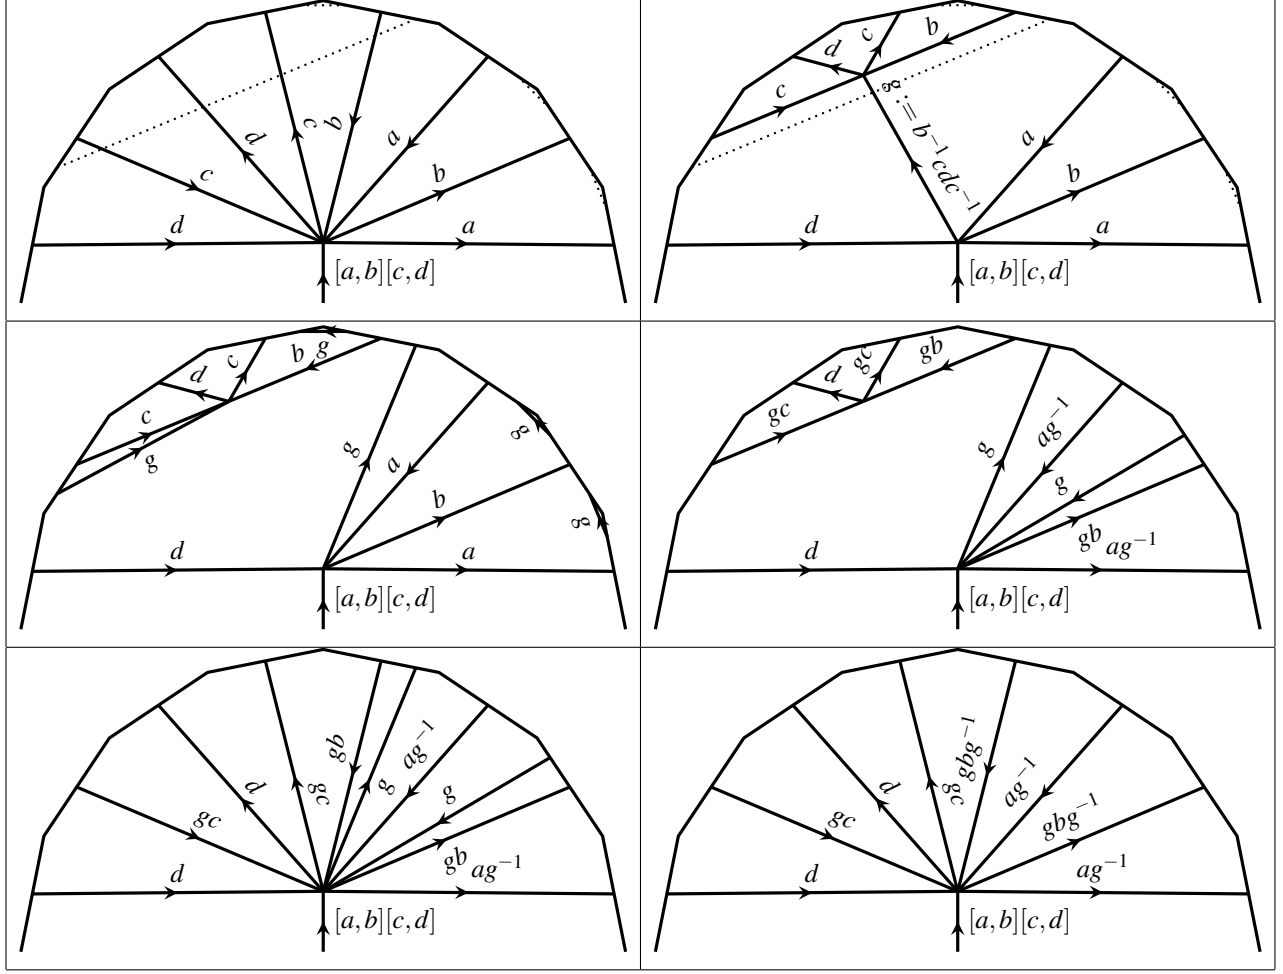 d
c
d
c
b
a
b
a
[a,b][c,d]
d
c
d
c
b
g := b⁻¹cdc⁻¹
a
b
a
[a,b][c,d]
d
c
g
d
c
b
g
g
a
b
g
g
a
[a,b][c,d]
d
gc
d
gc
gb
g
ag⁻¹
g
gb
ag⁻¹
[a,b][c,d]
d
gc
d
gc
gb
g
ag⁻¹
g
gb
ag⁻¹
[a,b][c,d]
d
gc
d
gc
gbg⁻¹
ag⁻¹
gbg⁻¹
ag⁻¹
[a,b][c,d]